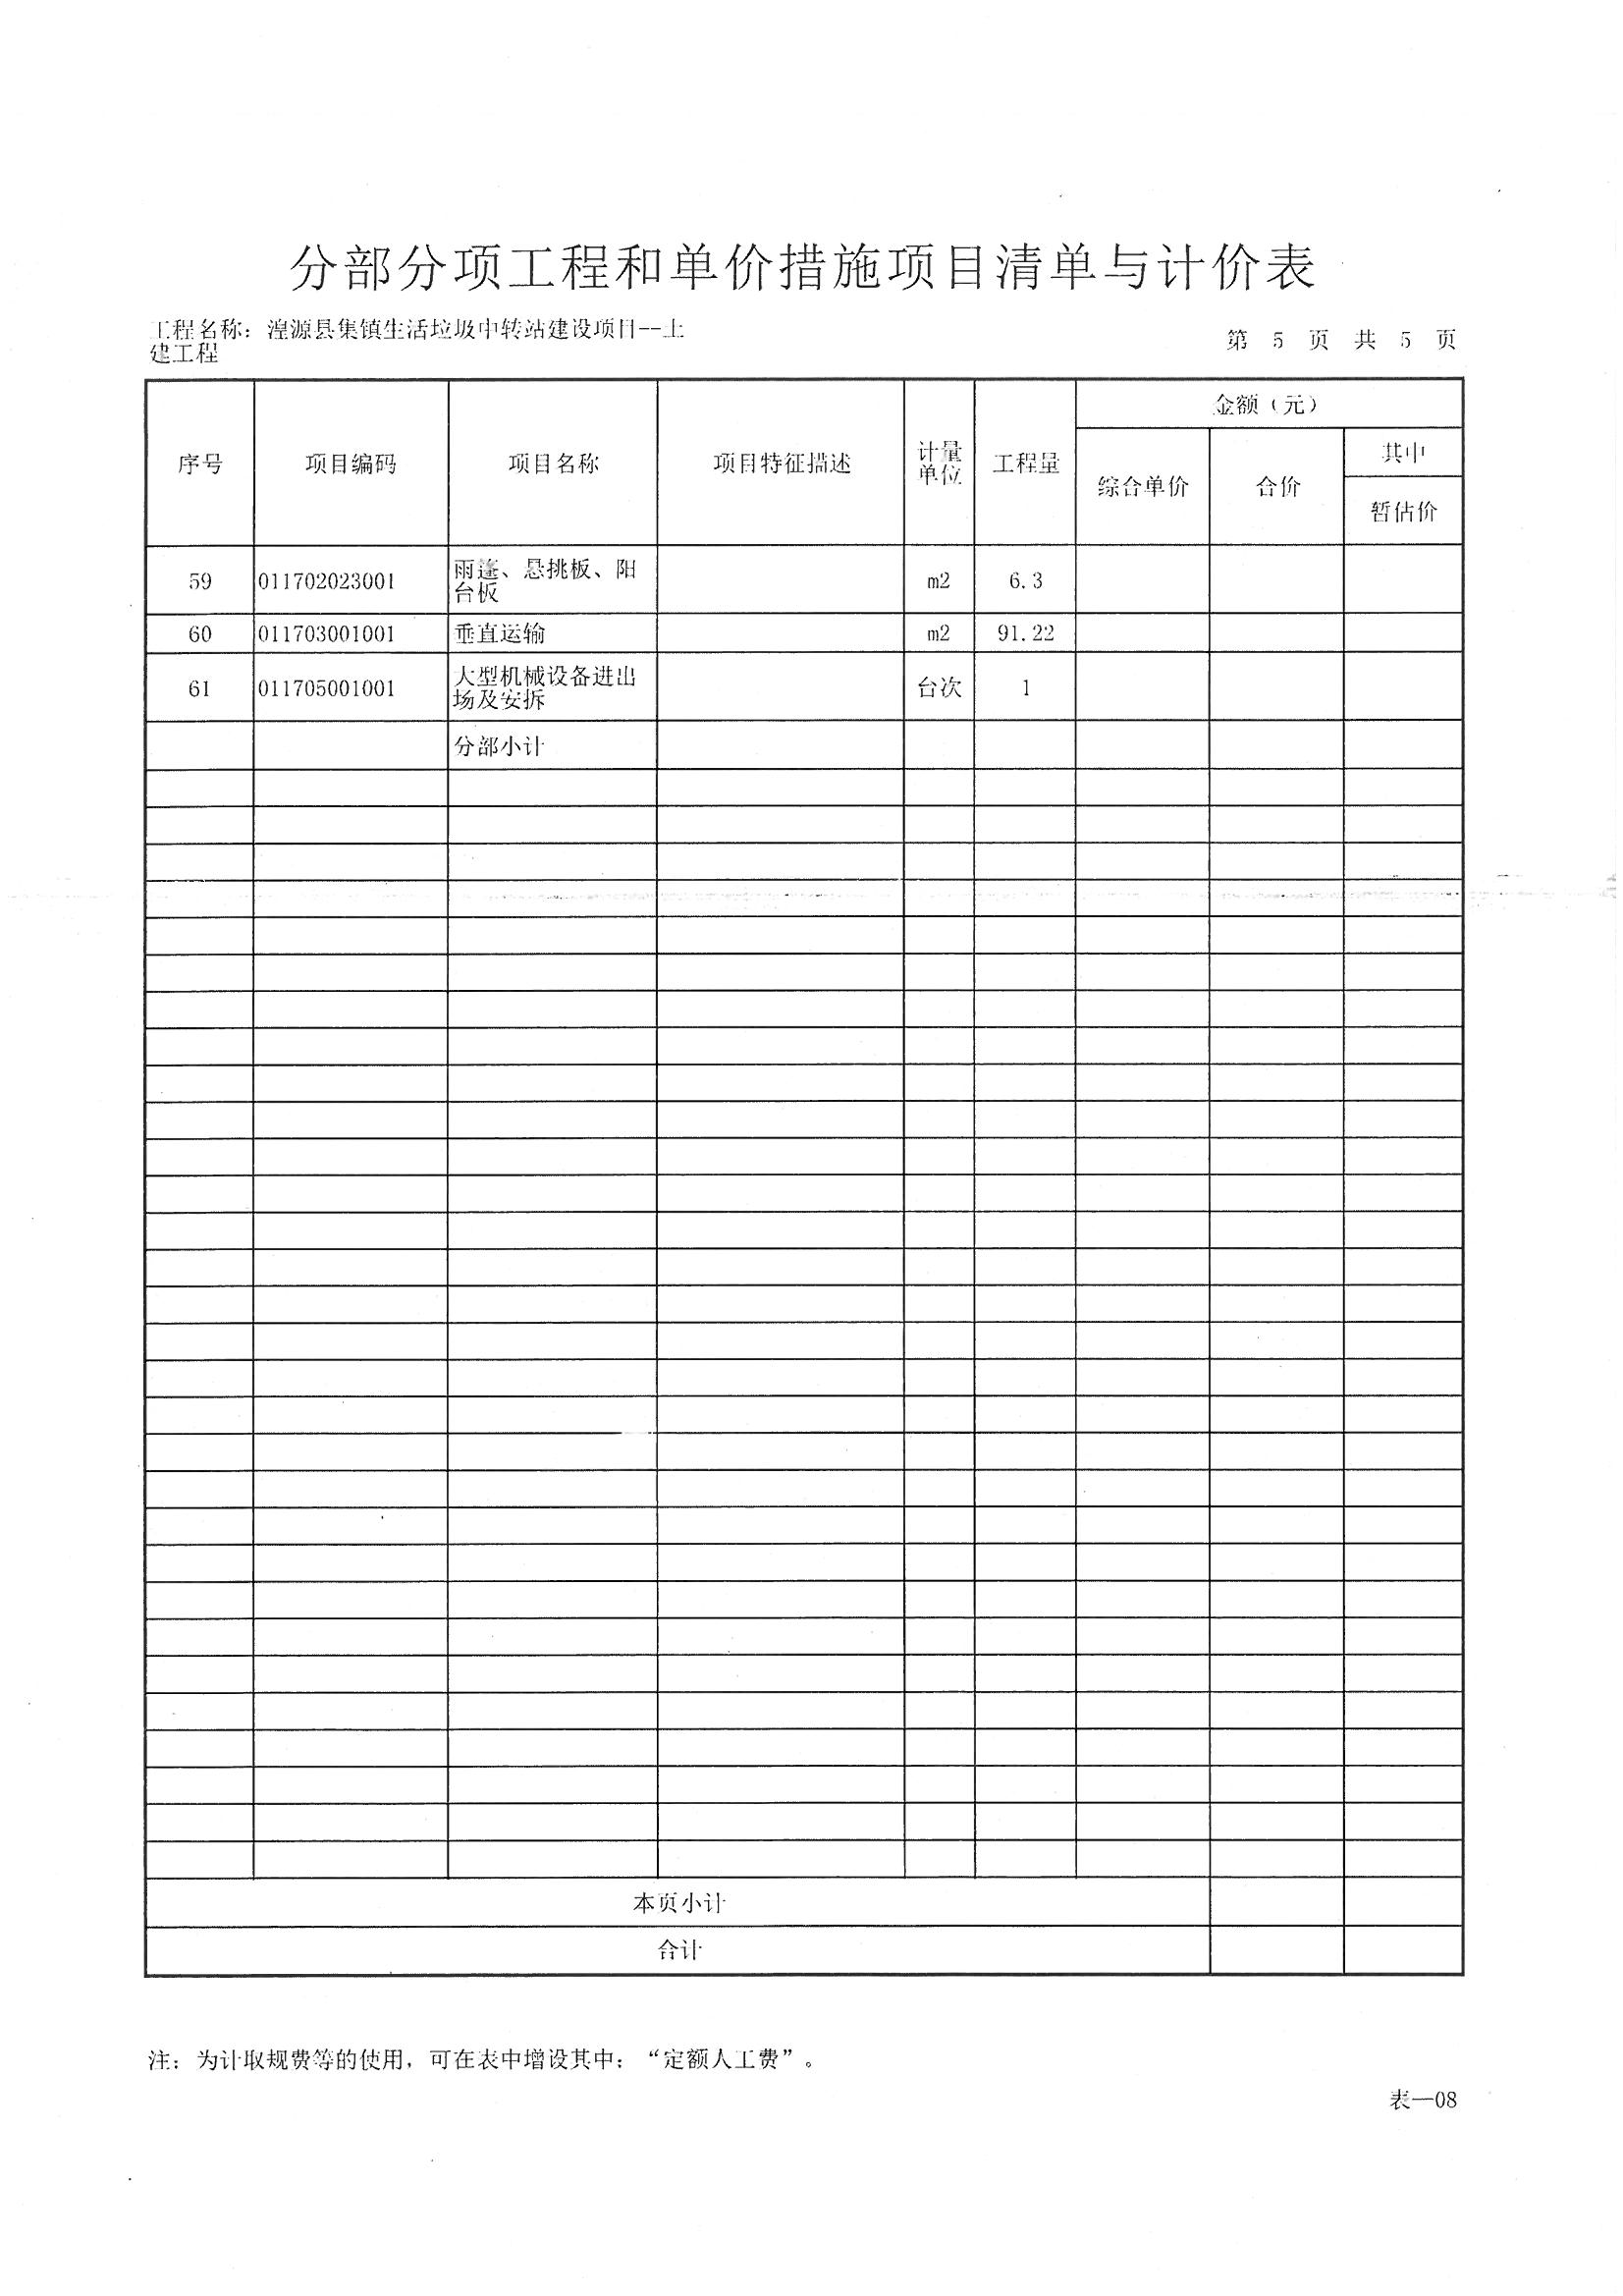 分部分项工程和单价措施项目清单与计价表
工程名称：湟源县集镇生活垃圾中转站建设项目--土
建工程
第 5 页 共 5 页
序号
项目编码
项目名称
项目特征描述
计量
单位
工程量
金额（元）
综合单价
合价
其中
暂估价
59 011702023001 雨篷、悬挑板、阳
台板 m2 6.3
60 011703001001 垂直运输 m2 91.22
61 011705001001 大型机械设备进出
场及安拆 台次 1
分部小计
本页小计
合计
注：为计取规费等的使用，可在表中增设其中：“定额人工费”。
表—08